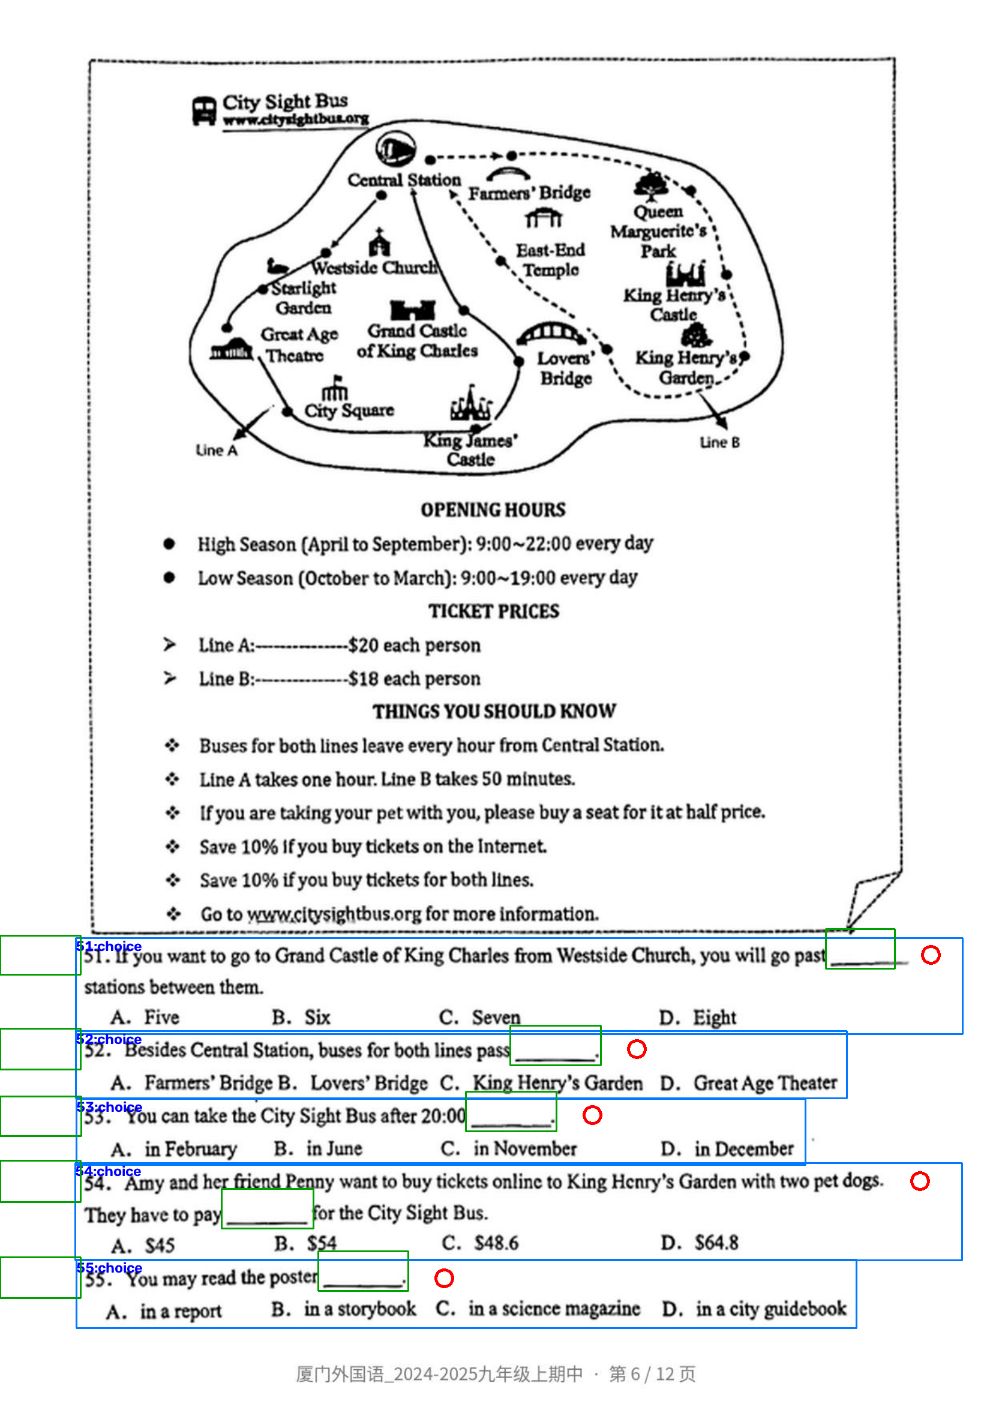 City Sight Bus
www.citysightbus.org
Central Station
Farmers' Bridge
Queen
Marguerite's
Park
East-End
Temple
Westside Church
Starlight
Garden
King Henry's
Castle
Great Age
Theatre
Grand Castle
of King Charles
Lovers'
Bridge
King Henry's
Garden
City Square
Line A
King James'
Castle
Line B
OPENING HOURS
● High Season (April to September): 9:00~22:00 every day
● Low Season (October to March): 9:00~19:00 every day
TICKET PRICES
➢ Line A:---------------$20 each person
➢ Line B:---------------$18 each person
THINGS YOU SHOULD KNOW
❖ Buses for both lines leave every hour from Central Station.
❖ Line A takes one hour. Line B takes 50 minutes.
❖ If you are taking your pet with you, please buy a seat for it at half price.
❖ Save 10% if you buy tickets on the Internet.
❖ Save 10% if you buy tickets for both lines.
❖ Go to www.citysightbus.org for more information.
51:choice
51. If you want to go to Grand Castle of King Charles from Westside Church, you will go past ________
stations between them.
A. Five B. Six C. Seven D. Eight
52:choice
52. Besides Central Station, buses for both lines pass ________.
A. Farmers' Bridge B. Lovers' Bridge C. King Henry's Garden D. Great Age Theater
53:choice
53. You can take the City Sight Bus after 20:00 ________.
A. in February B. in June C. in November D. in December
54:choice
54. Amy and her friend Penny want to buy tickets online to King Henry's Garden with two pet dogs.
They have to pay ________ for the City Sight Bus.
A. $45 B. $54 C. $48.6 D. $64.8
55:choice
55. You may read the poster ________.
A. in a report B. in a storybook C. in a science magazine D. in a city guidebook
厦门外国语_2024-2025九年级上期中 · 第 6 / 12 页